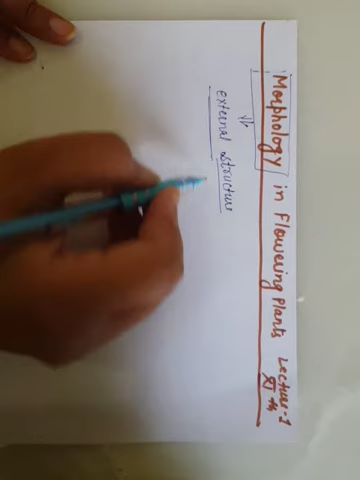 Morphology in Flowering Plants Lecture-1
XI th
external structure